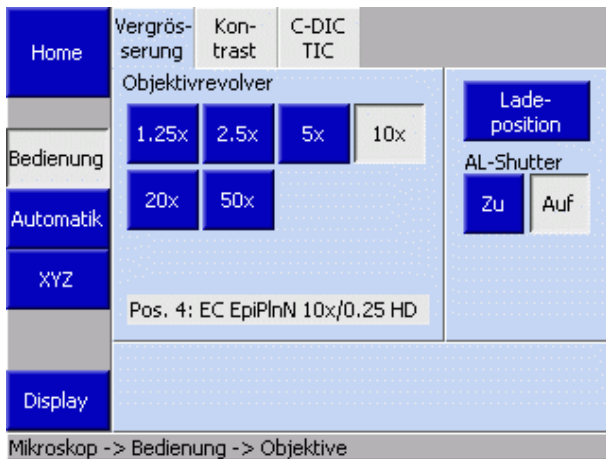 Home
Bedienung
Automatik
XYZ
Display
Vergrös-
serung
Kon-
trast
C-DIC
TIC
Objektivrevolver
1.25x
2.5x
5x
10x
20x
50x
Pos. 4: EC EpiPlnN 10x/0.25 HD
Lade-
position
AL-Shutter
Zu
Auf
Mikroskop -> Bedienung -> Objektive